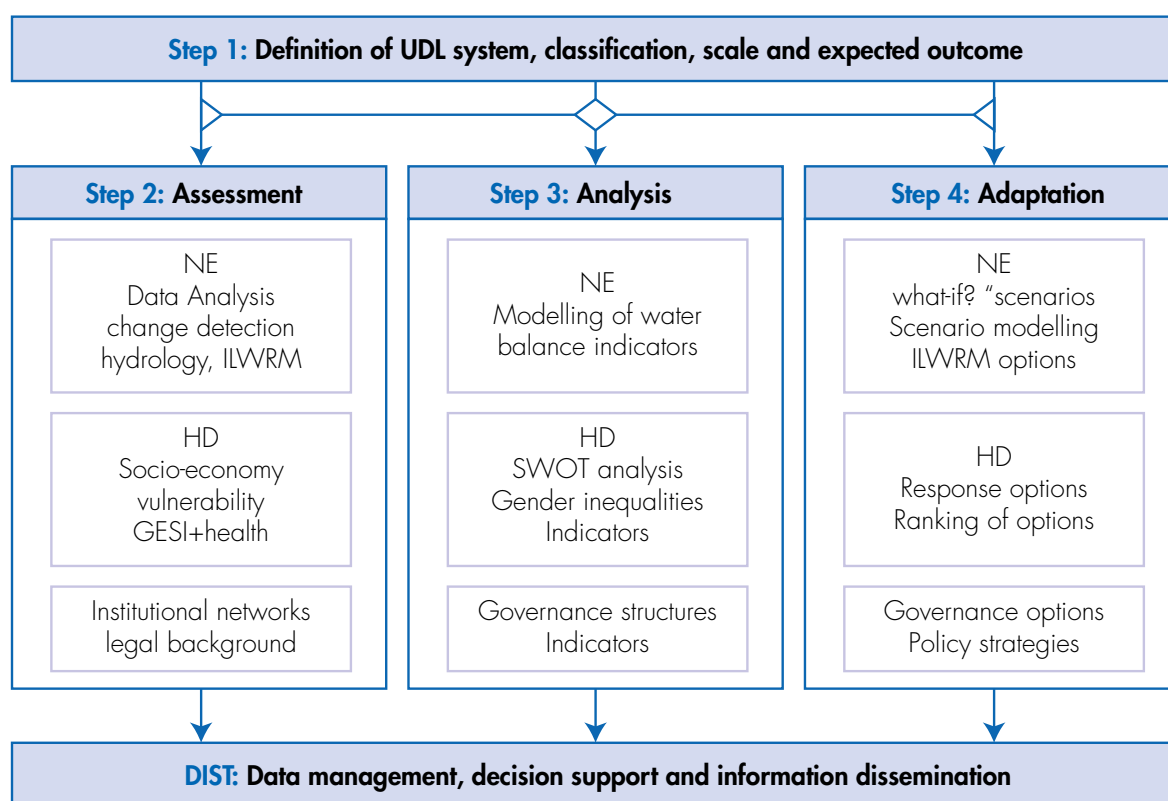 Step 1: Definition of UDL system, classification, scale and expected outcome
Step 2: Assessment
NE
Data Analysis
change detection
hydrology, ILWRM
HD
Socio-economy
vulnerability
GESI+health
Institutional networks
legal background
Step 3: Analysis
NE
Modelling of water
balance indicators
HD
SWOT analysis
Gender inequalities
Indicators
Governance structures
Indicators
Step 4: Adaptation
NE
what-if? “scenarios
Scenario modelling
ILWRM options
HD
Response options
Ranking of options
Governance options
Policy strategies
DIST: Data management, decision support and information dissemination